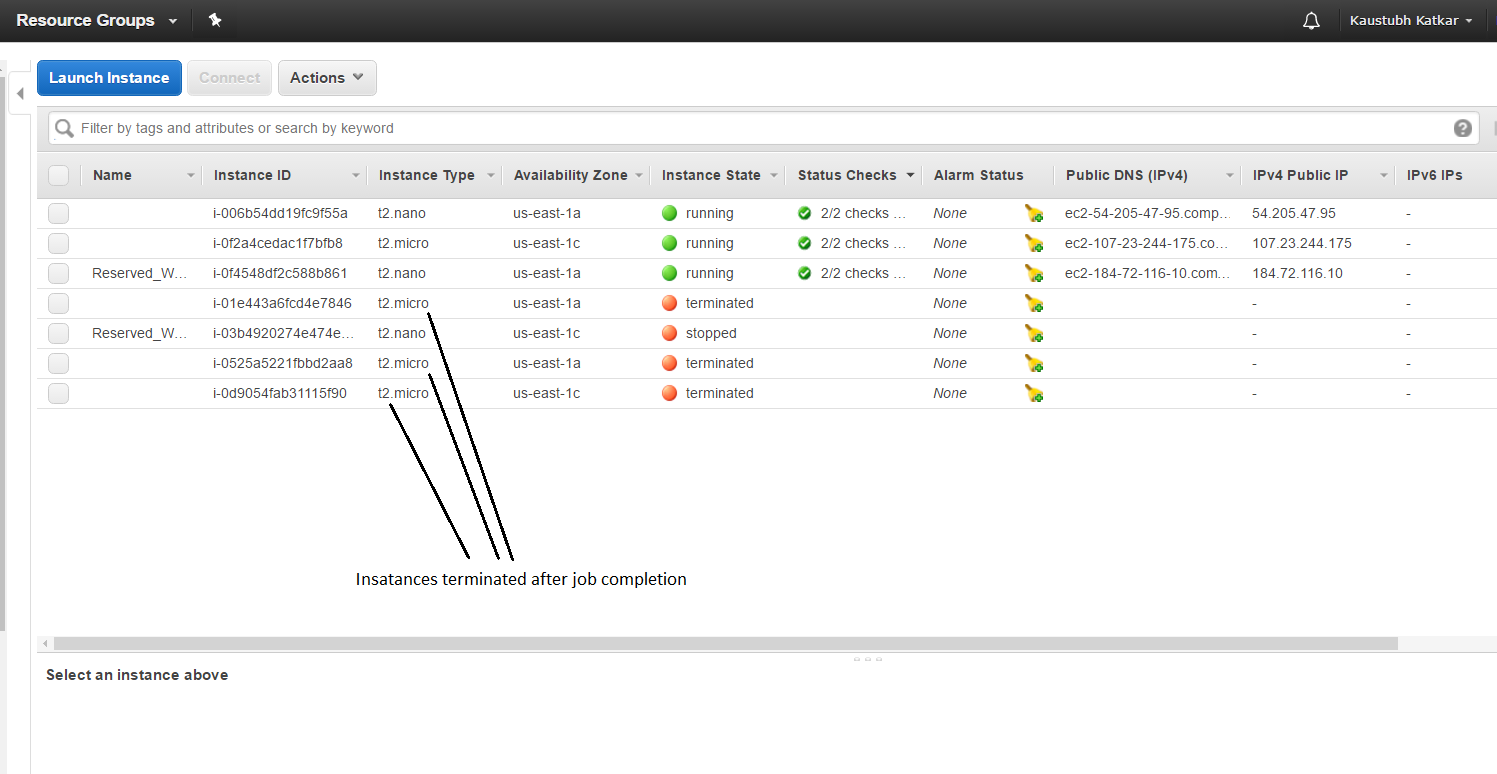 Resource Groups Kaustubh Katkar
Launch Instance Connect Actions
Filter by tags and attributes or search by keyword ?
Name Instance ID Instance Type Availability Zone Instance State Status Checks Alarm Status Public DNS (IPv4) IPv4 Public IP IPv6 IPs
i-006b54dd19fc9f55a t2.nano us-east-1a running 2/2 checks ... None ec2-54-205-47-95.comp... 54.205.47.95 -
i-0f2a4cedac1f7bfb8 t2.micro us-east-1c running 2/2 checks ... None ec2-107-23-244-175.co... 107.23.244.175 -
Reserved_W... i-0f4548df2c588b861 t2.nano us-east-1a running 2/2 checks ... None ec2-184-72-116-10.com... 184.72.116.10 -
i-01e443a6fcd4e7846 t2.micro us-east-1a terminated None - -
Reserved_W... i-03b4920274e474e... t2.nano us-east-1c stopped None - -
i-0525a5221fbbd2aa8 t2.micro us-east-1a terminated None - -
i-0d9054fab31115f90 t2.micro us-east-1c terminated None - -
Insatances terminated after job completion
Select an instance above